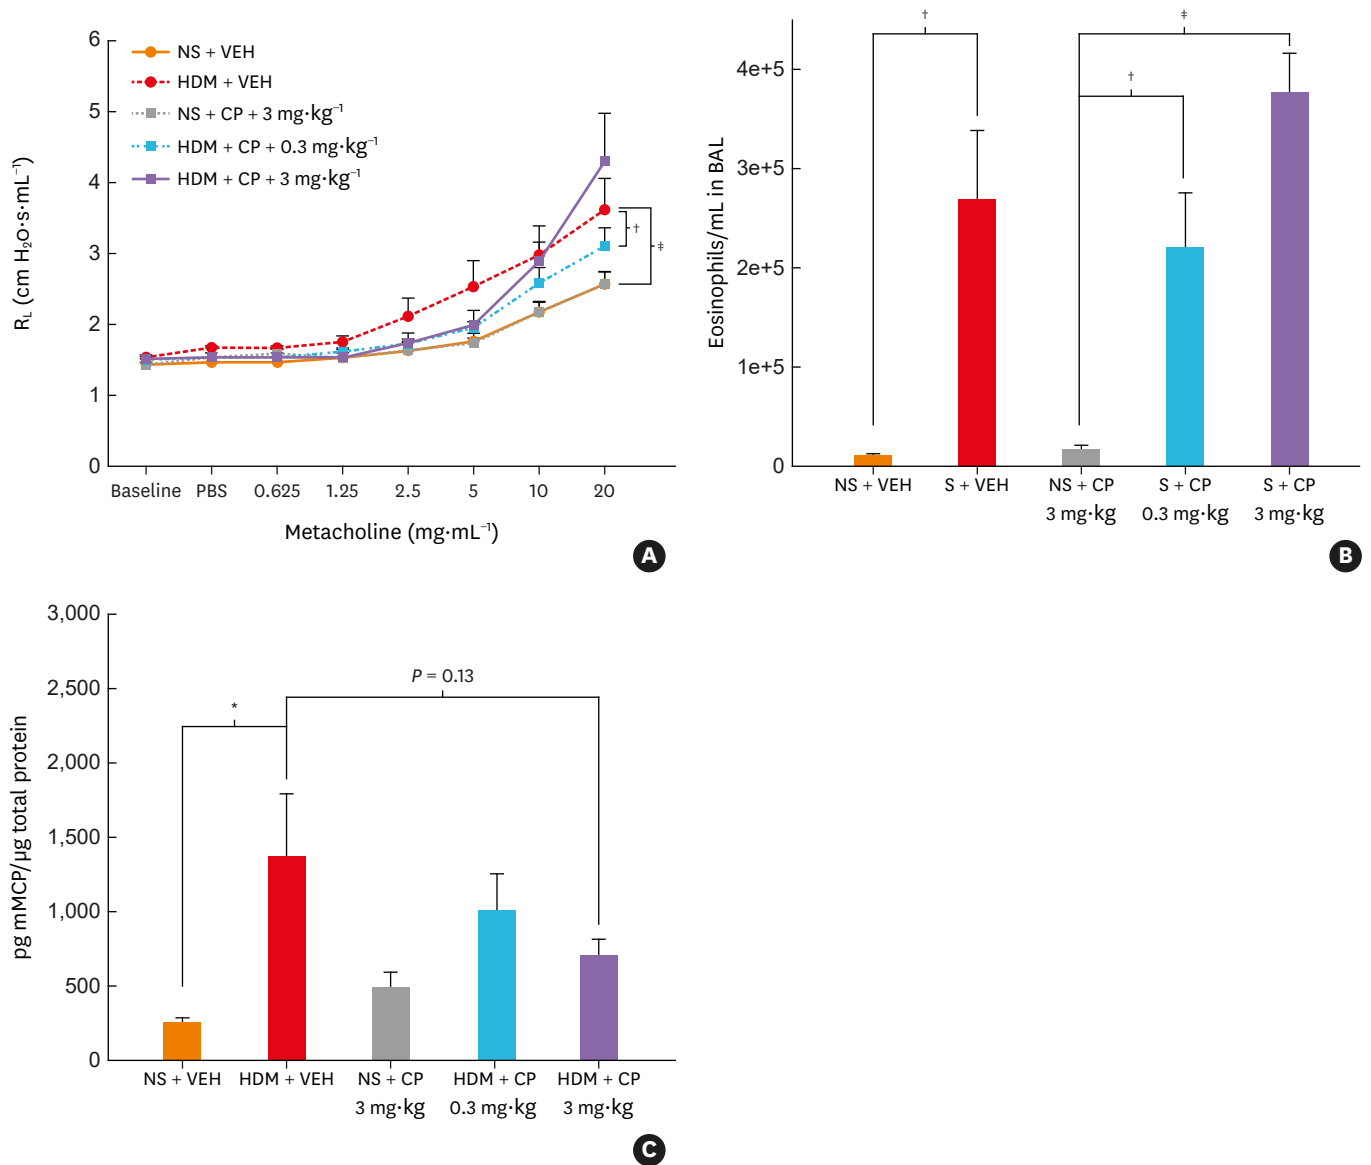 6
5
4
3
2
1
0
R_L (cm H₂O·s·mL⁻¹)
NS + VEH
HDM + VEH
NS + CP + 3 mg·kg⁻¹
HDM + CP + 0.3 mg·kg⁻¹
HDM + CP + 3 mg·kg⁻¹
†
‡
Baseline PBS 0.625 1.25 2.5 5 10 20
Metacholine (mg·mL⁻¹)
A
Eosinophils/mL in BAL
4e+5
3e+5
2e+5
1e+5
0
†
‡
†
NS + VEH S + VEH NS + CP S + CP S + CP
3 mg·kg 0.3 mg·kg 3 mg·kg
B
pg mMCP/µg total protein
3,000
2,500
2,000
1,500
1,000
500
0
*
P = 0.13
NS + VEH HDM + VEH NS + CP HDM + CP HDM + CP
3 mg·kg 0.3 mg·kg 3 mg·kg
C